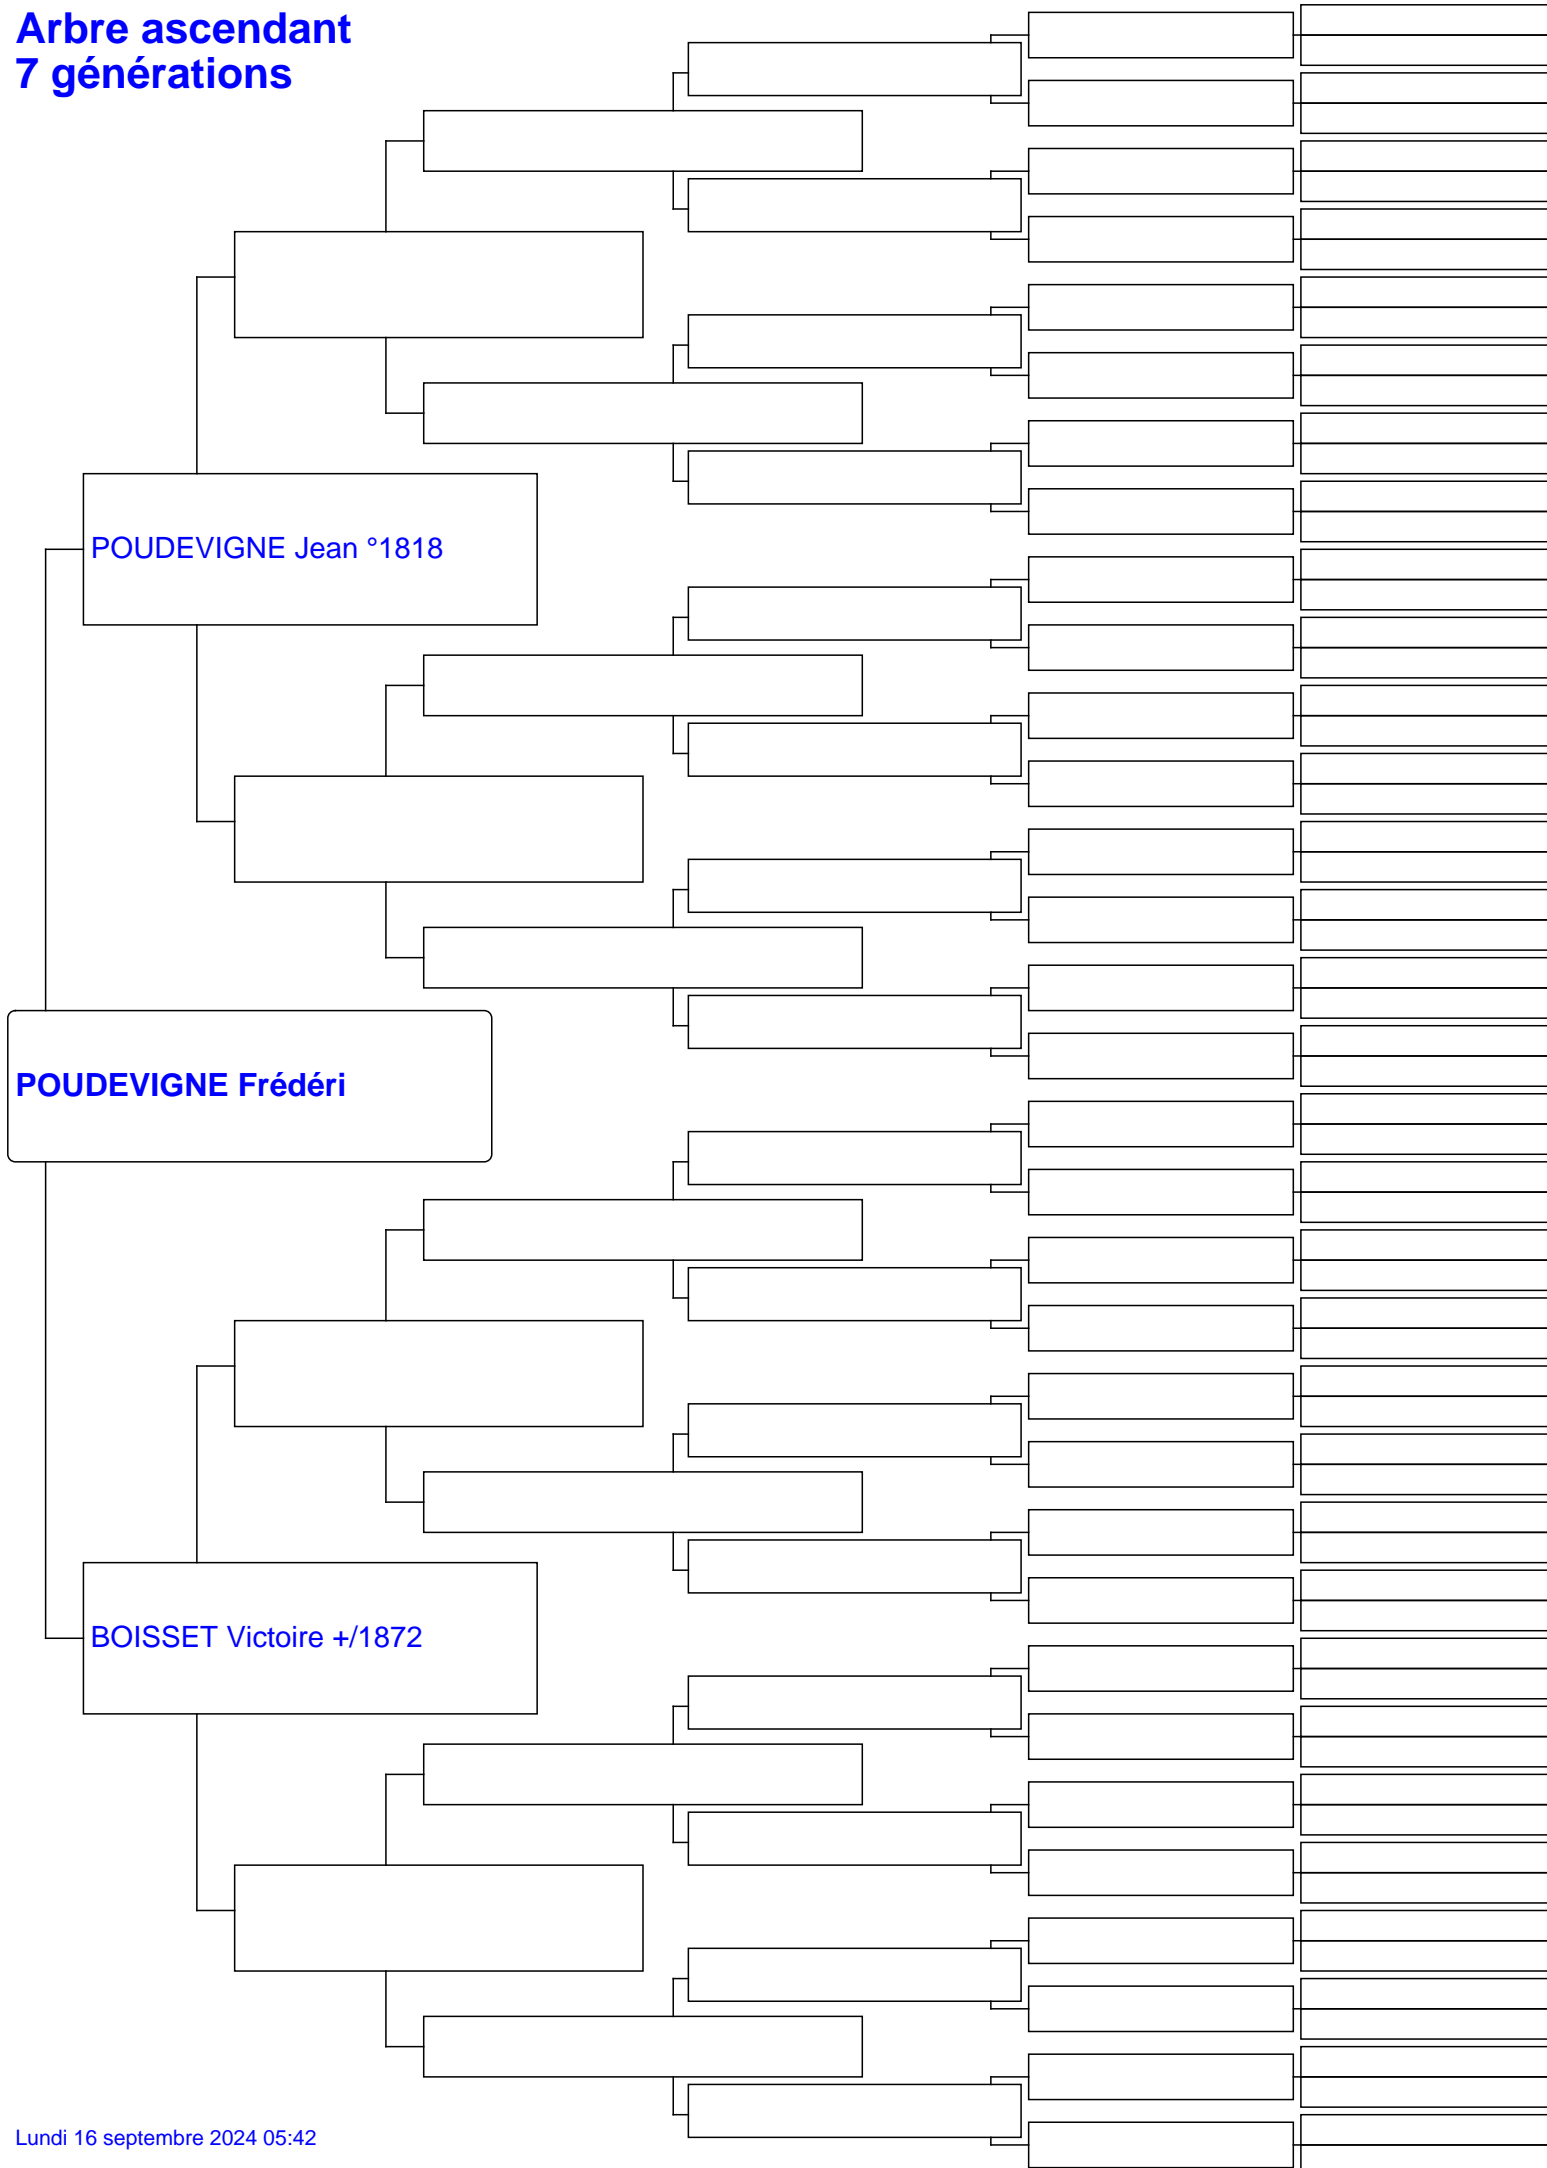 Arbre ascendant
7 générations
POUDEVIGNE Jean °1818
POUDEVIGNE Frédéri
BOISSET Victoire +/1872
Lundi 16 septembre 2024 05:42